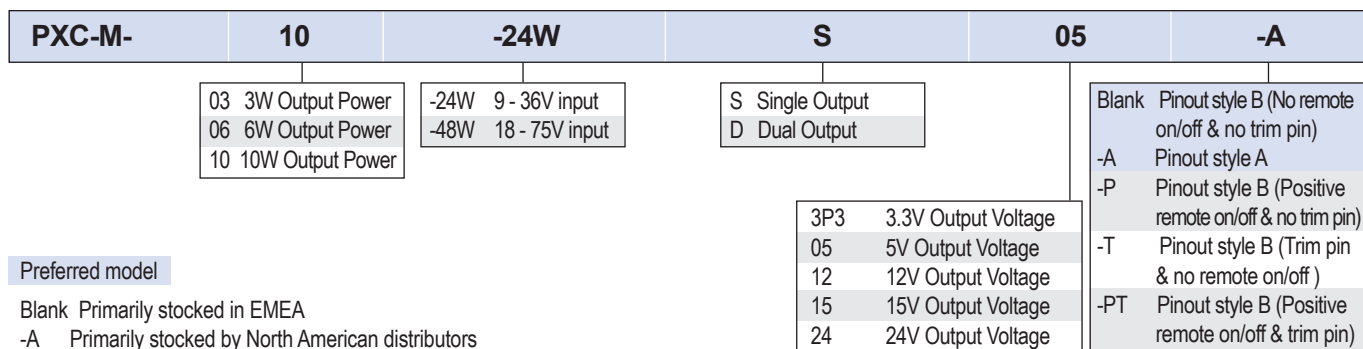 PXC-M- 10 -24W S 05 -A
03 3W Output Power
06 6W Output Power
10 10W Output Power
-24W 9 - 36V input
-48W 18 - 75V input
S Single Output
D Dual Output
3P3 3.3V Output Voltage
05 5V Output Voltage
12 12V Output Voltage
15 15V Output Voltage
24 24V Output Voltage
Blank Pinout style B (No remote
on/off & no trim pin)
-A Pinout style A
-P Pinout style B (Positive
remote on/off & no trim pin)
-T Pinout style B (Trim pin
& no remote on/off )
-PT Pinout style B (Positive
remote on/off & trim pin)
Preferred model
Blank Primarily stocked in EMEA
-A Primarily stocked by North American distributors